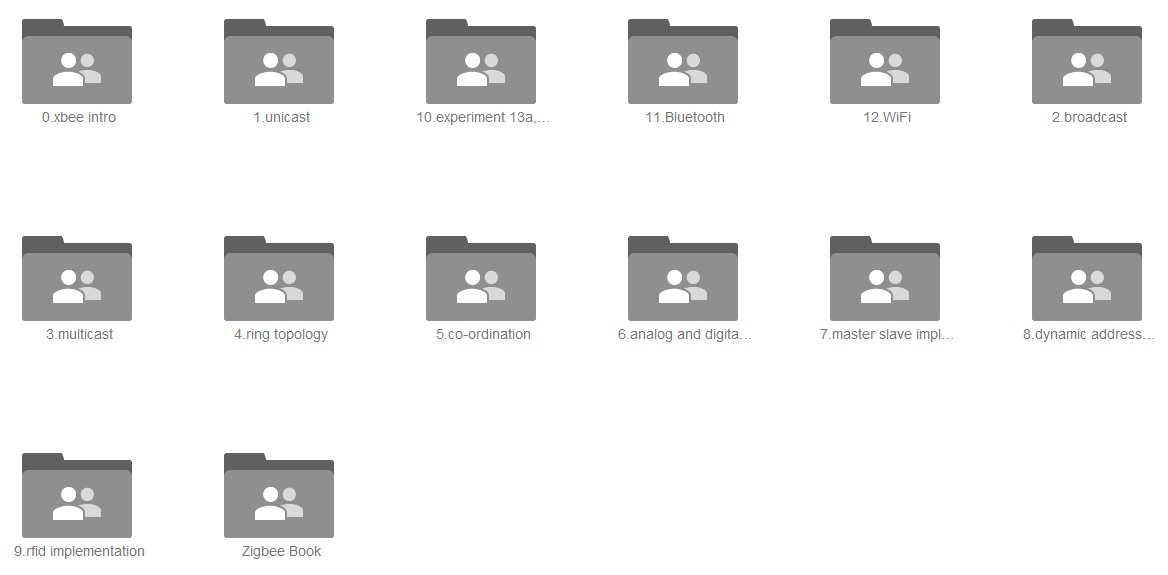 0.xbee intro
1.unicast
10.experiment 13a,...
11.Bluetooth
12.WiFi
2.broadcast
3.multicast
4.ring topology
5.co-ordination
6.analog and digita...
7.master slave impl...
8.dynamic address...
9.rfid implementation
Zigbee Book